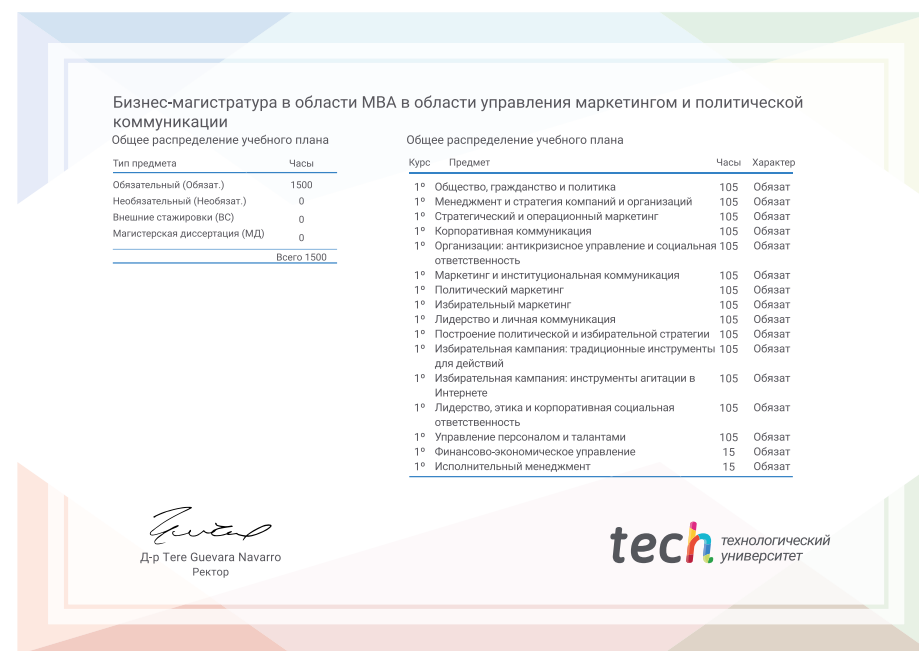 Бизнес-магистратура в области MBA в области управления маркетингом и политической
коммуникации
Общее распределение учебного плана
Тип предмета Часы
Обязательный (Обязат.) 1500
Необязательный (Необязат.) 0
Внешние стажировки (ВС) 0
Магистерская диссертация (МД) 0
Всего 1500
Общее распределение учебного плана
Курс Предмет Часы Характер
1º Общество, гражданство и политика 105 Обязат
1º Менеджмент и стратегия компаний и организаций 105 Обязат
1º Стратегический и операционный маркетинг 105 Обязат
1º Корпоративная коммуникация 105 Обязат
1º Организации: антикризисное управление и социальная 105 Обязат
ответственность
1º Маркетинг и институциональная коммуникация 105 Обязат
1º Политический маркетинг 105 Обязат
1º Избирательный маркетинг 105 Обязат
1º Лидерство и личная коммуникация 105 Обязат
1º Построение политической и избирательной стратегии 105 Обязат
1º Избирательная кампания: традиционные инструменты 105 Обязат
для действий
1º Избирательная кампания: инструменты агитации в 105 Обязат
Интернете
1º Лидерство, этика и корпоративная социальная 105 Обязат
ответственность
1º Управление персоналом и талантами 105 Обязат
1º Финансово-экономическое управление 15 Обязат
1º Исполнительный менеджмент 15 Обязат
Д-р Tere Guevara Navarro
Ректор
tech технологический
университет